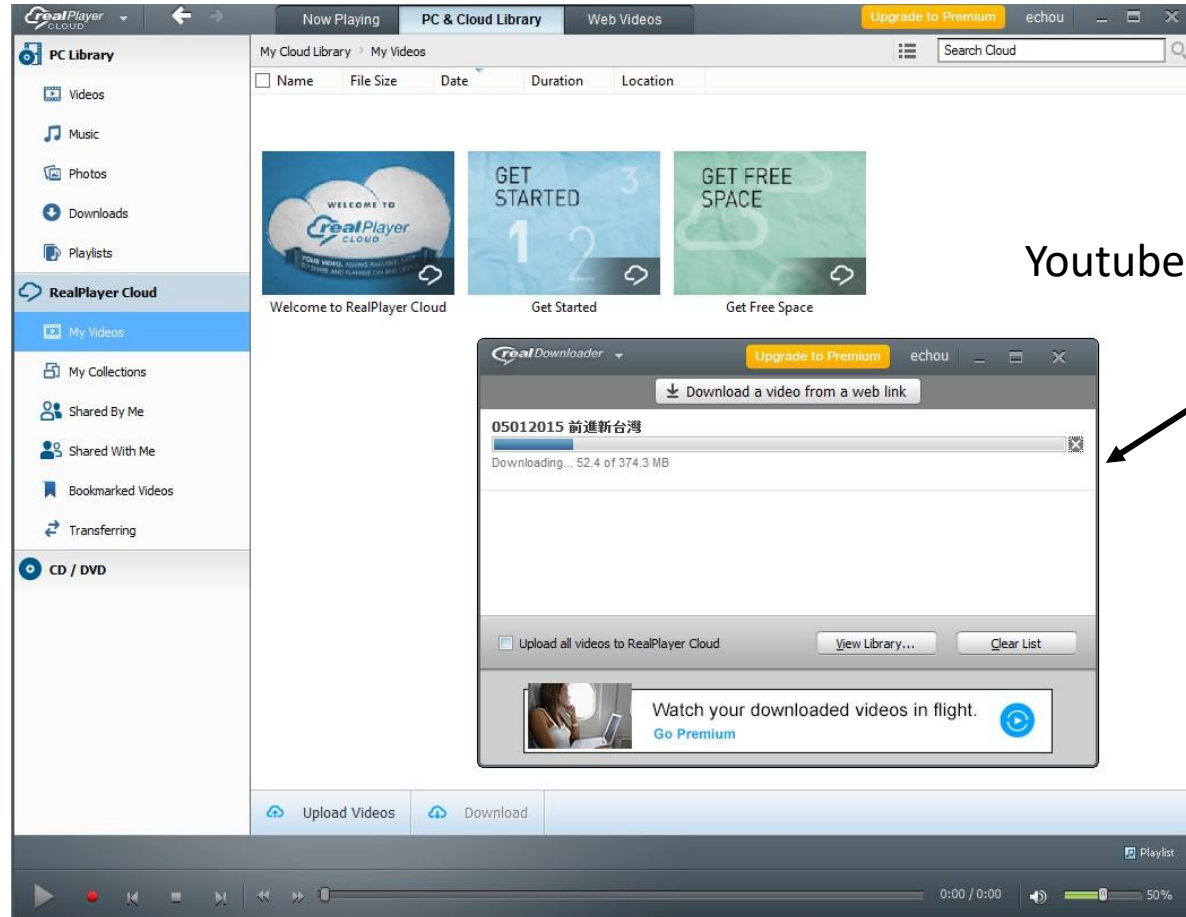 realPlayer CLOUD
Now Playing
PC & Cloud Library
Web Videos
Upgrade to Premium
echou
PC Library
Videos
Music
Photos
Downloads
Playlists
RealPlayer Cloud
My Videos
My Collections
Shared By Me
Shared With Me
Bookmarked Videos
Transferring
CD / DVD
My Cloud Library > My Videos
Search Cloud
Name File Size Date Duration Location
WELCOME TO
realPlayer
CLOUD
Welcome to RealPlayer Cloud
GET
STARTED
1 2 3
Get Started
GET FREE
SPACE
Get Free Space
Youtube
realDownloader
Upgrade to Premium
echou
Download a video from a web link
05012015 前進新台灣
Downloading... 52.4 of 374.3 MB
Upload all videos to RealPlayer Cloud
View Library...
Clear List
Watch your downloaded videos in flight.
Go Premium
Upload Videos
Download
Playlist
0:00 / 0:00
50%